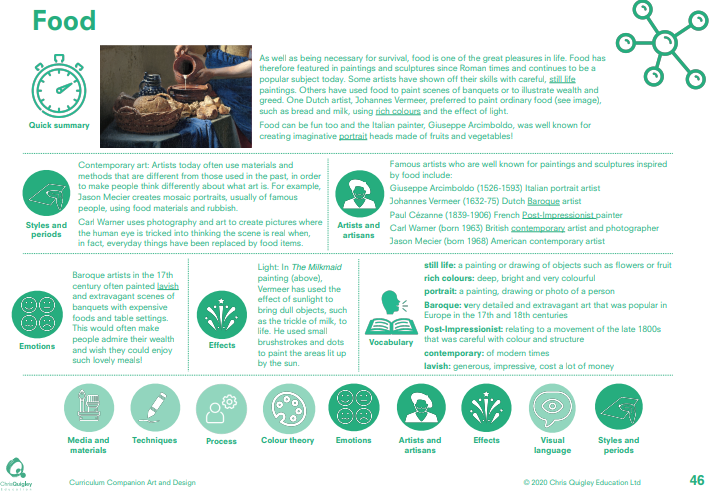 Food
As well as being necessary for survival, food is one of the great pleasures in life. Food has
therefore featured in paintings and sculptures since Roman times and continues to be a
popular subject today. Some artists have shown off their skills with careful, still life
paintings. Others have used food to paint scenes of banquets or to illustrate wealth and
greed. One Dutch artist, Johannes Vermeer, preferred to paint ordinary food (see image),
such as bread and milk, using rich colours and the effect of light.
Food can be fun too and the Italian painter, Giuseppe Arcimboldo, was well known for
creating imaginative portrait heads made of fruits and vegetables!
Quick summary
Contemporary art: Artists today often use materials and
methods that are different from those used in the past, in order
to make people think differently about what art is. For example,
Jason Mecier creates mosaic portraits, usually of famous
people, using food materials and rubbish.
Carl Warner uses photography and art to create pictures where
the human eye is tricked into thinking the scene is real when,
in fact, everyday things have been replaced by food items.
Styles and
periods
Famous artists who are well known for paintings and sculptures inspired
by food include:
Giuseppe Arcimboldo (1526-1593) Italian portrait artist
Johannes Vermeer (1632-75) Dutch Baroque artist
Paul Cézanne (1839-1906) French Post-Impressionist painter
Carl Warner (born 1963) British contemporary artist and photographer
Jason Mecier (born 1968) American contemporary artist
Artists and
artisans
Baroque artists in the 17th
century often painted lavish
and extravagant scenes of
banquets with expensive
foods and table settings.
This would often make
people admire their wealth
and wish they could enjoy
such lovely meals!
Emotions
Light: In The Milkmaid
painting (above),
Vermeer has used the
effect of sunlight to
bring dull objects, such
as the trickle of milk, to
life. He used small
brushstrokes and dots
to paint the areas lit up
by the sun.
Effects
still life: a painting or drawing of objects such as flowers or fruit
rich colours: deep, bright and very colourful
portrait: a painting, drawing or photo of a person
Baroque: very detailed and extravagant art that was popular in
Europe in the 17th and 18th centuries
Post-Impressionist: relating to a movement of the late 1800s
that was careful with colour and structure
contemporary: of modern times
lavish: generous, impressive, cost a lot of money
Vocabulary
Media and
materials
Techniques
Process
Colour theory
Emotions
Artists and
artisans
Effects
Visual
language
Styles and
periods
Chris Quigley
Education
Curriculum Companion Art and Design
© 2020 Chris Quigley Education Ltd
46